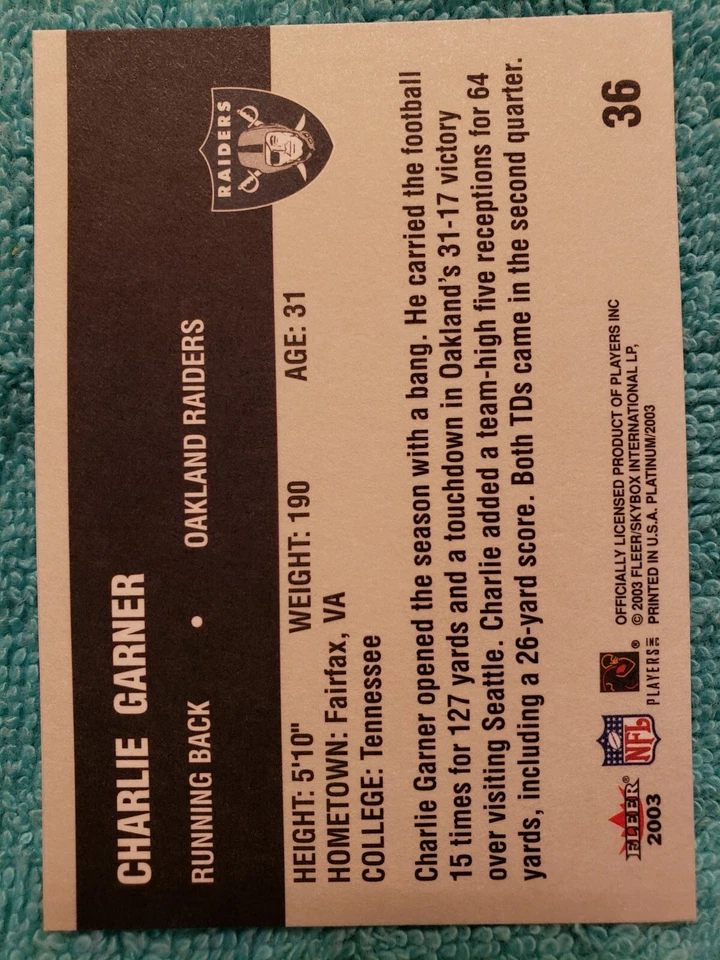 CHARLIE GARNER
RUNNING BACK • OAKLAND RAIDERS
RAIDERS
HEIGHT: 5'10" WEIGHT: 190 AGE: 31
HOMETOWN: Fairfax, VA
COLLEGE: Tennessee
Charlie Garner opened the season with a bang. He carried the football
15 times for 127 yards and a touchdown in Oakland's 31-17 victory
over visiting Seattle. Charlie added a team-high five receptions for 64
yards, including a 26-yard score. Both TDs came in the second quarter.
FLEER®
2003
NFL
®
PLAYERS INC
OFFICIALLY LICENSED PRODUCT OF PLAYERS INC
© 2003 FLEER/SKYBOX INTERNATIONAL LP,
PRINTED IN U.S.A. PLATINUM/2003
36